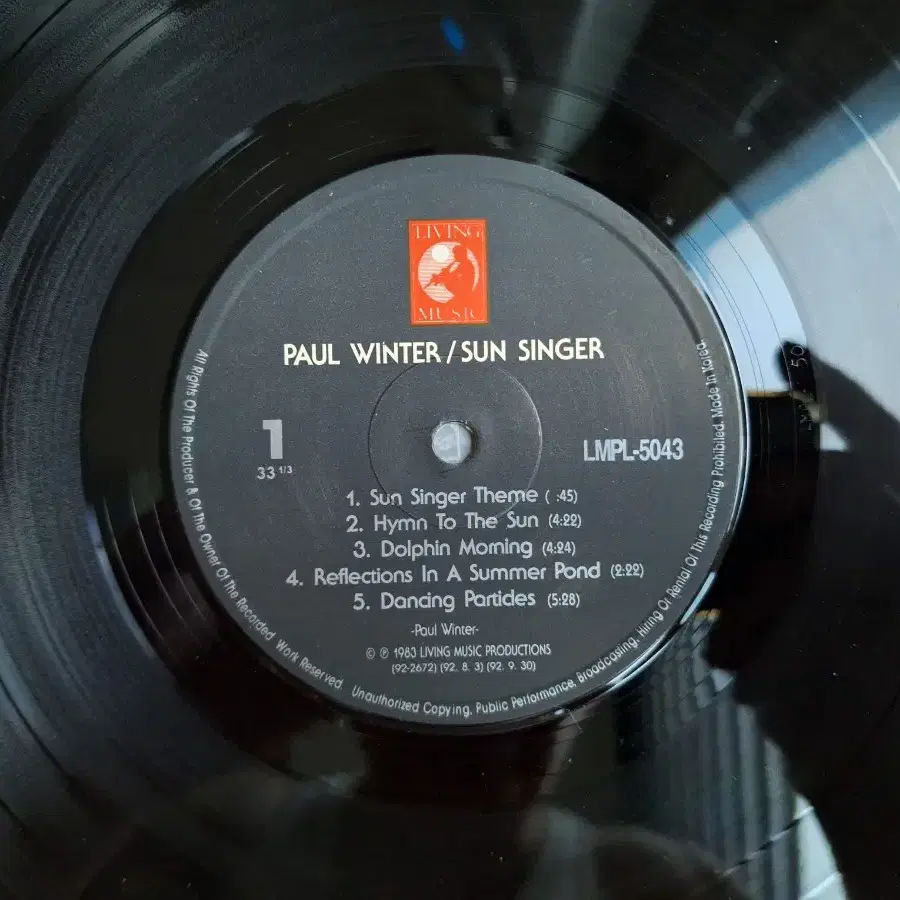 LIVING
MUSIC
PAUL WINTER/SUN SINGER
1
33 1/3
LMPL-5043
1. Sun Singer Theme ( :45)
2. Hymn To The Sun (4:22)
3. Dolphin Morning (4:24)
4. Reflections In A Summer Pond (2:22)
5. Dancing Particles (5:28)
-Paul Winter-
© ℗ 1983 LIVING MUSIC PRODUCTIONS
(92-2672) (92. 8. 3) (92. 9. 30)
All Rights Of The Producer & Of The Owner Of The Recorded Work Reserved. Unauthorized Copying, Public Performance, Broadcasting, Hiring Or Rental Of This Recording Prohibited. Made In Korea.